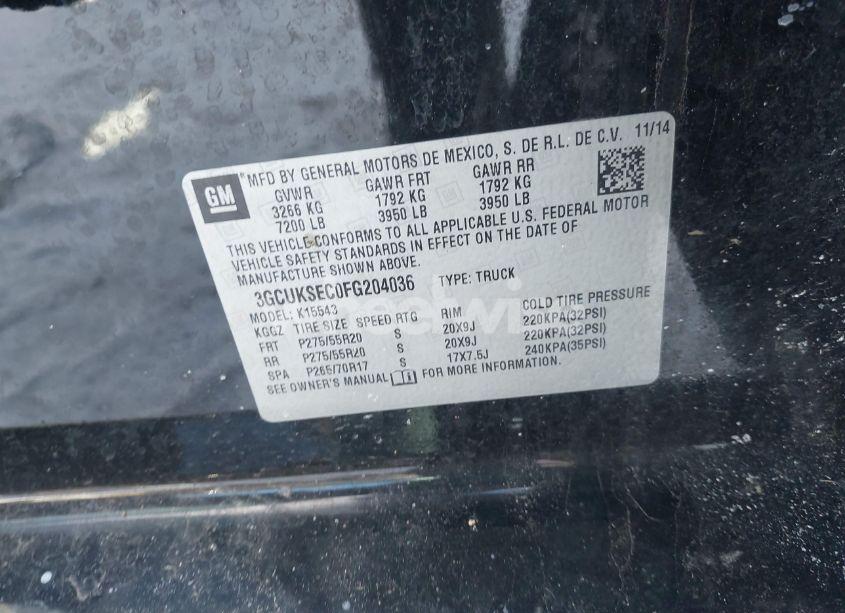 GM
® MFD BY GENERAL MOTORS DE MEXICO, S. DE R.L. DE C.V. 11/14
GVWR GAWR FRT GAWR RR
3266 KG 1792 KG 1792 KG
7200 LB 3950 LB 3950 LB
THIS VEHICLE CONFORMS TO ALL APPLICABLE U.S. FEDERAL MOTOR
VEHICLE SAFETY STANDARDS IN EFFECT ON THE DATE OF
MANUFACTURE SHOWN ABOVE.
3GCUKSEC0FG204036 TYPE: TRUCK
MODEL: K15543
KGGZ TIRE SIZE SPEED RTG RIM COLD TIRE PRESSURE
FRT P275/55R20 S 20X9J 220KPA(32PSI)
RR P275/55R20 S 20X9J 220KPA(32PSI)
SPA P265/70R17 S 17X7.5J 240KPA(35PSI)
SEE OWNER'S MANUAL FOR MORE INFORMATION.